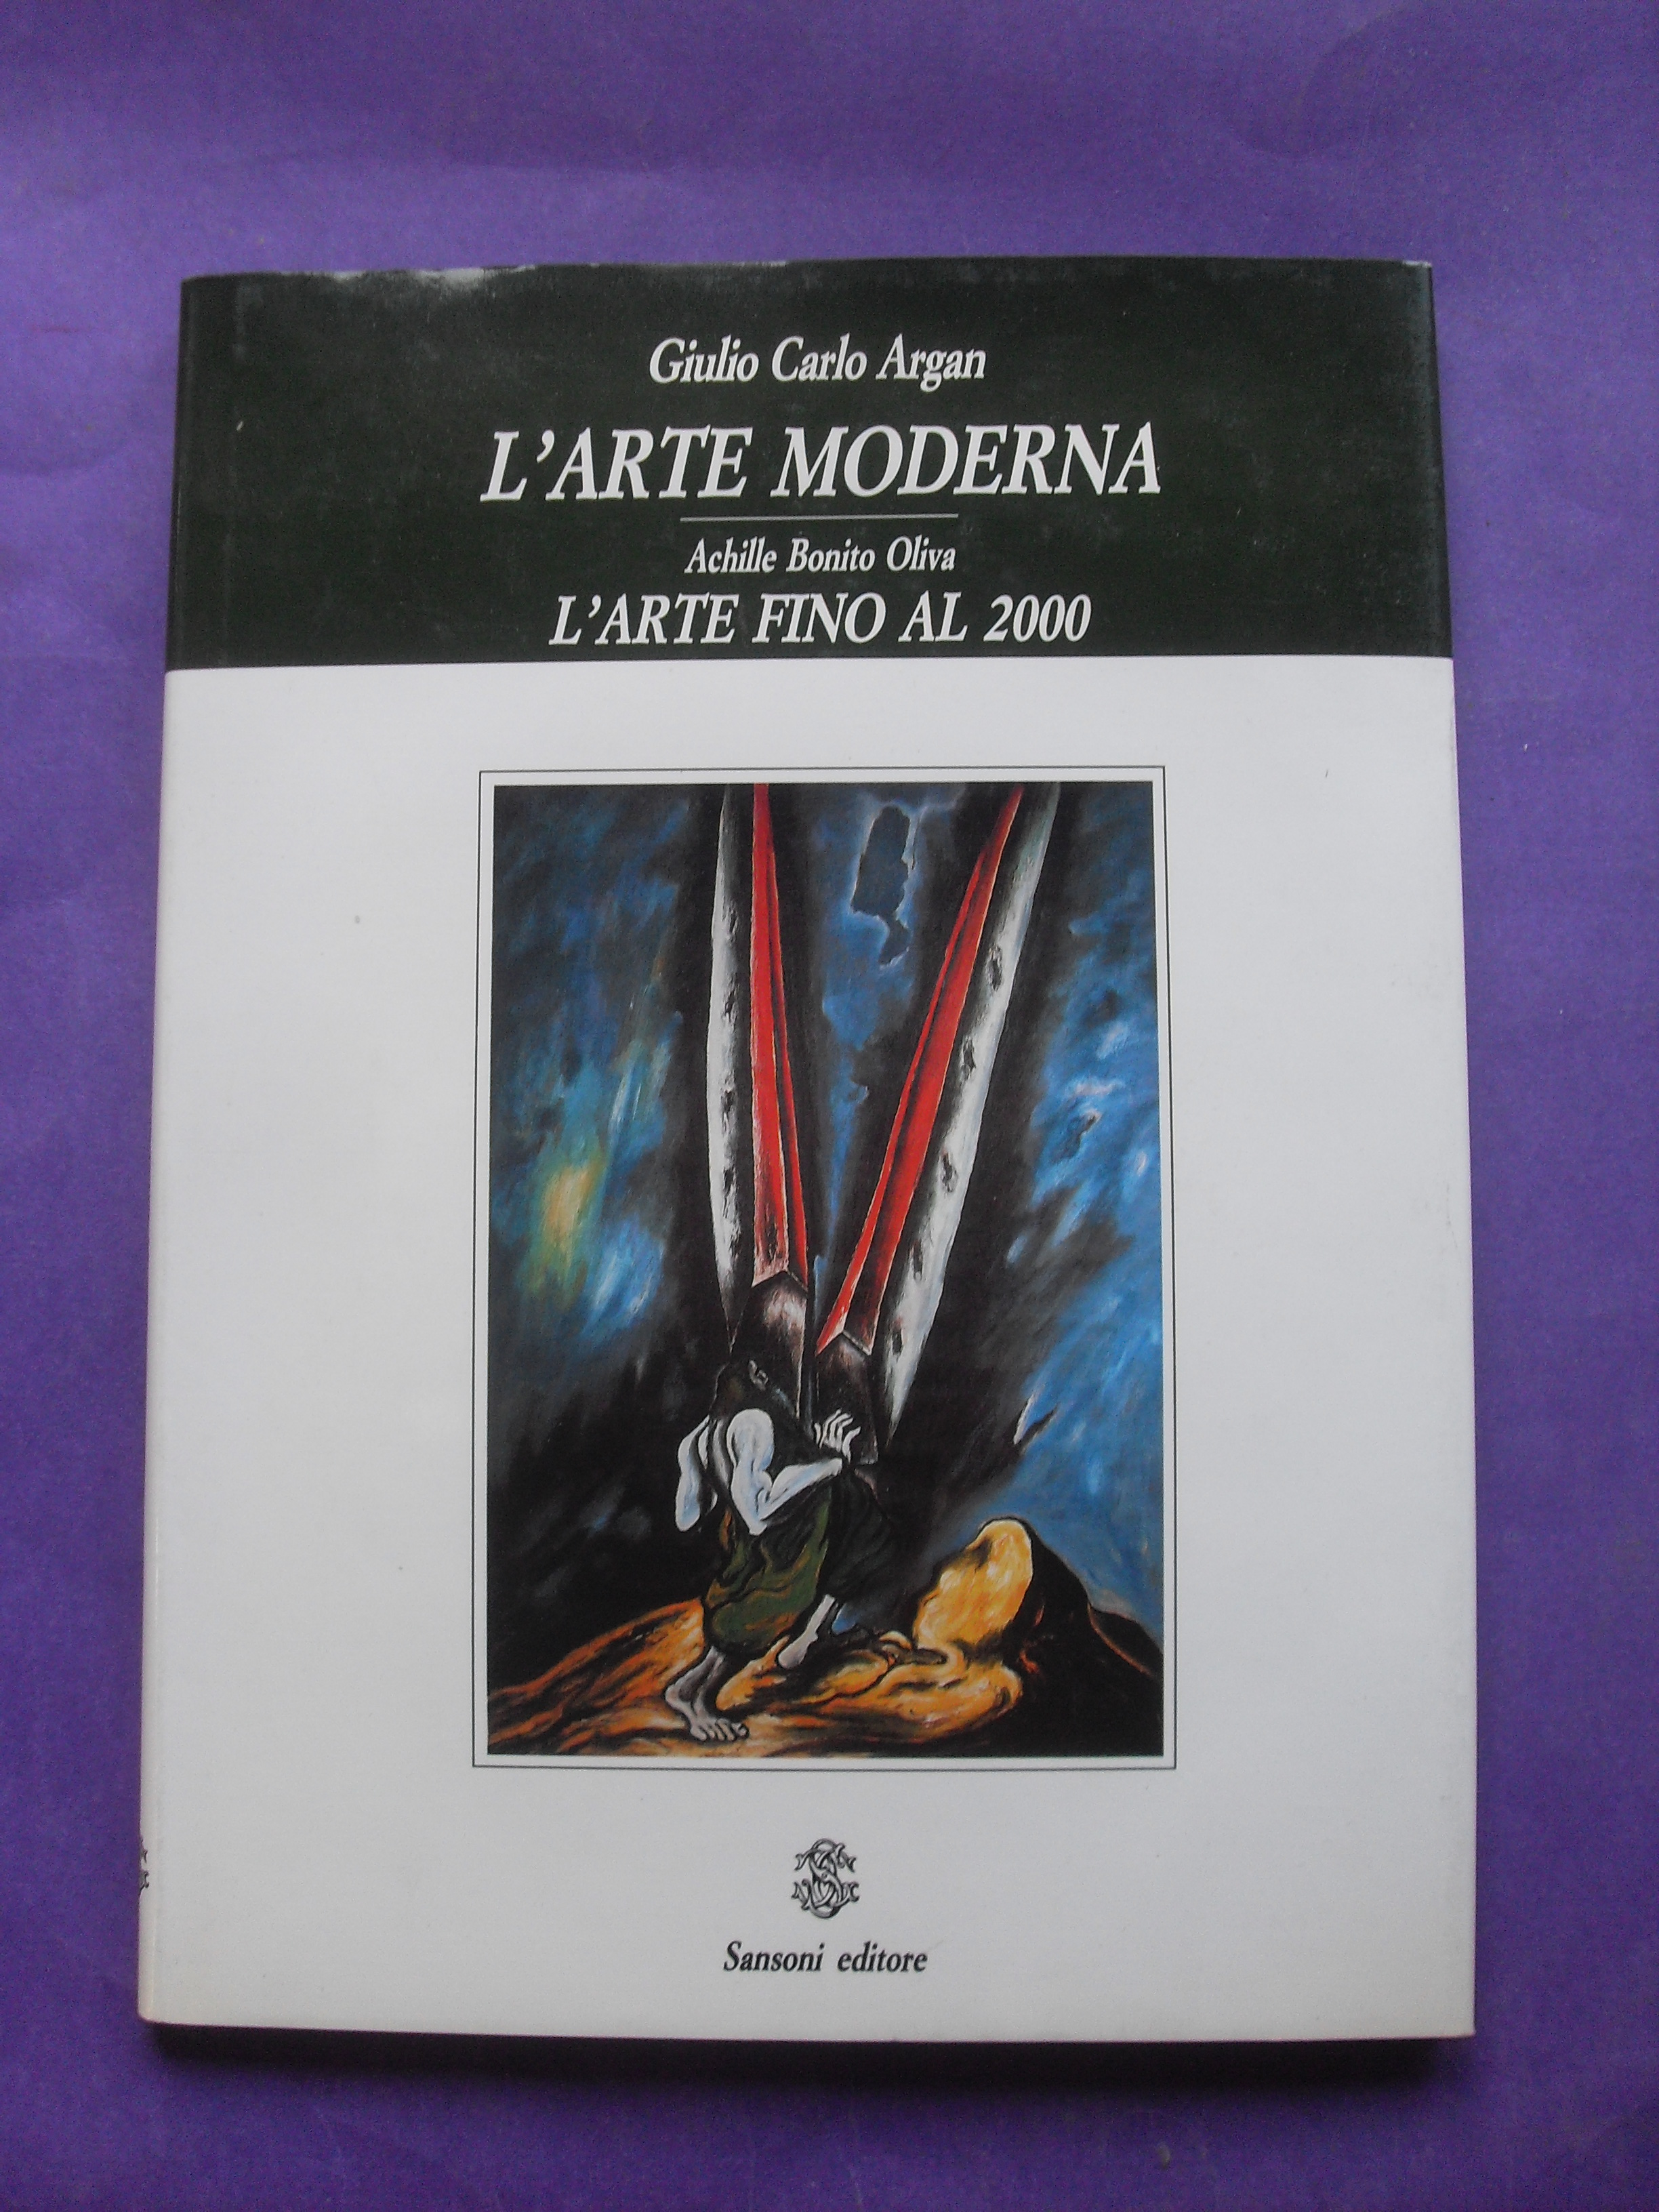 Giulio Carlo Argan
L'ARTE MODERNA
Achille Bonito Oliva
L'ARTE FINO AL 2000
Sansoni editore